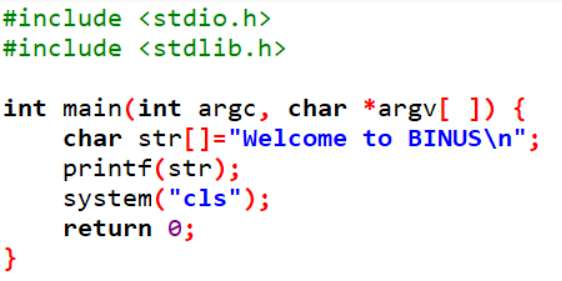 #include <stdio.h>
#include <stdlib.h>
int main(int argc, char *argv[ ]) {
char str[]="Welcome to BINUS\n";
printf(str);
system("cls");
return 0;
}